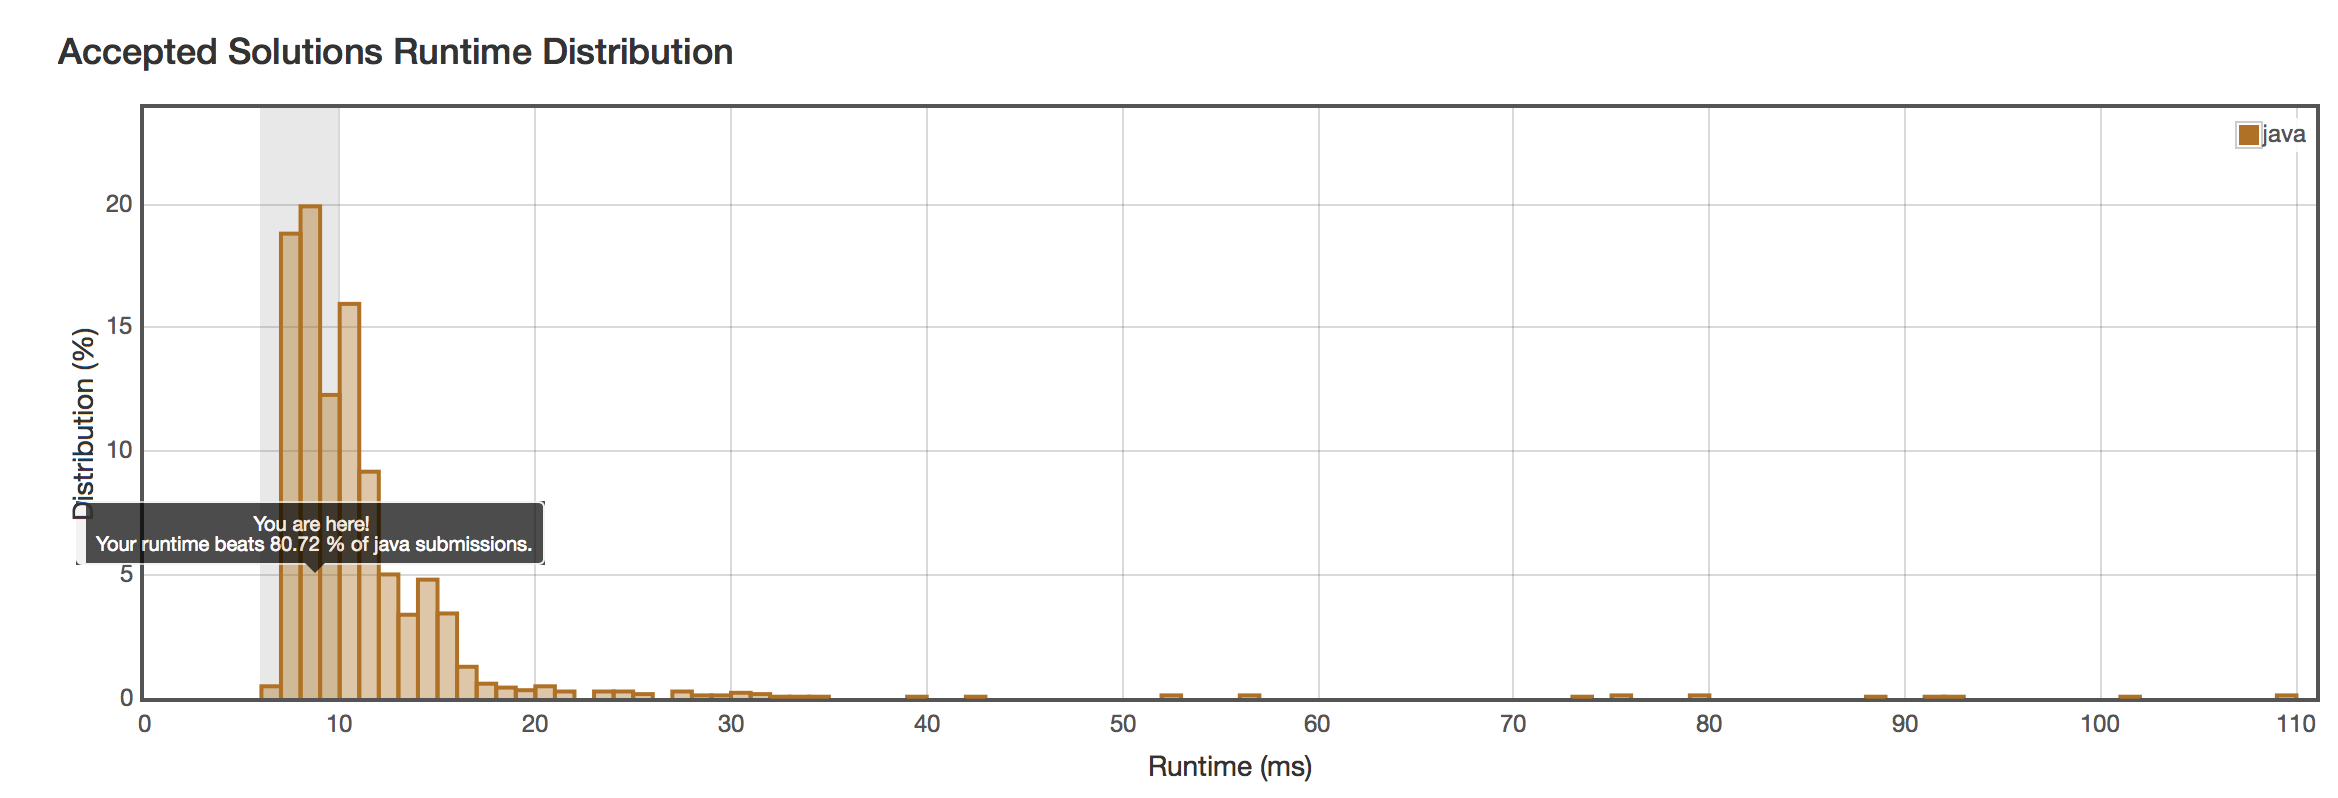 Accepted Solutions Runtime Distribution
java
Distribution (%)
20
15
10
5
0
You are here!
Your runtime beats 80.72 % of java submissions.
0 10 20 30 40 50 60 70 80 90 100 110
Runtime (ms)